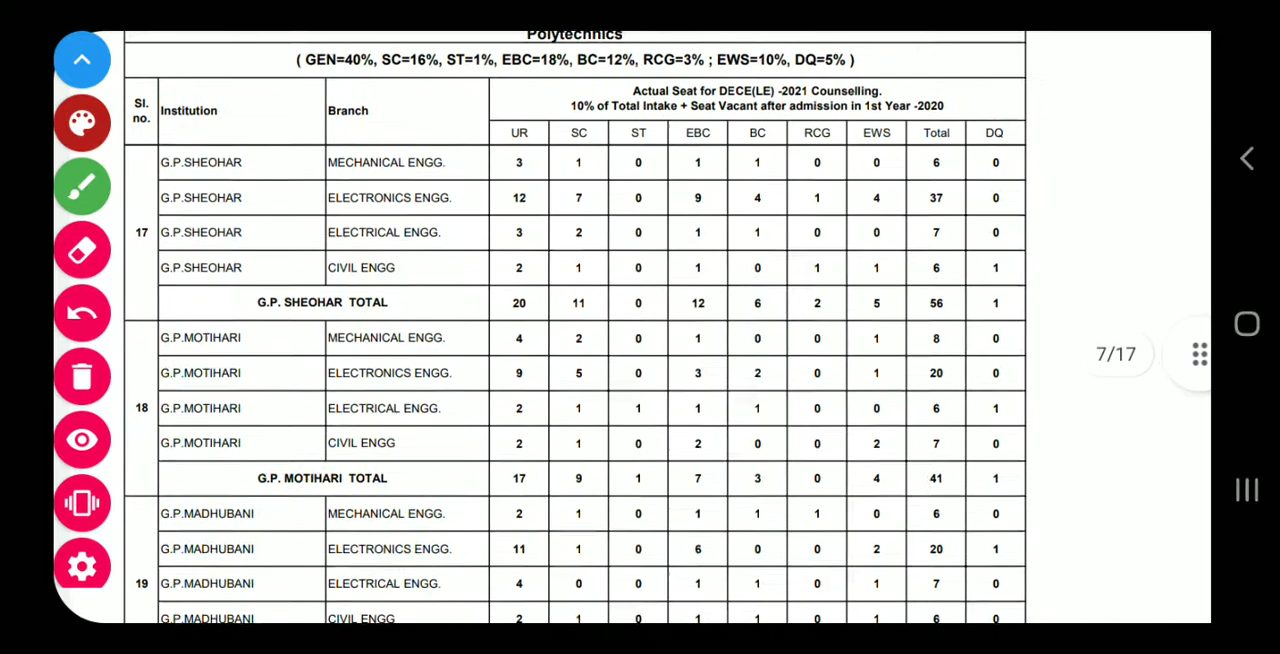 Polytechnics
( GEN=40%, SC=16%, ST=1%, EBC=18%, BC=12%, RCG=3% ; EWS=10%, DQ=5% )
Sl. no. Institution Branch Actual Seat for DECE(LE) -2021 Counselling.
10% of Total Intake + Seat Vacant after admission in 1st Year -2020
UR SC ST EBC BC RCG EWS Total DQ
G.P.SHEOHAR MECHANICAL ENGG. 3 1 0 1 1 0 0 6 0
G.P.SHEOHAR ELECTRONICS ENGG. 12 7 0 9 4 1 4 37 0
17 G.P.SHEOHAR ELECTRICAL ENGG. 3 2 0 1 1 0 0 7 0
G.P.SHEOHAR CIVIL ENGG 2 1 0 1 0 1 1 6 1
G.P. SHEOHAR TOTAL 20 11 0 12 6 2 5 56 1
G.P.MOTIHARI MECHANICAL ENGG. 4 2 0 1 0 0 1 8 0
7/17
G.P.MOTIHARI ELECTRONICS ENGG. 9 5 0 3 2 0 1 20 0
18 G.P.MOTIHARI ELECTRICAL ENGG. 2 1 1 1 1 0 0 6 1
G.P.MOTIHARI CIVIL ENGG 2 1 0 2 0 0 2 7 0
G.P. MOTIHARI TOTAL 17 9 1 7 3 0 4 41 1
G.P.MADHUBANI MECHANICAL ENGG. 2 1 0 1 1 1 0 6 0
G.P.MADHUBANI ELECTRONICS ENGG. 11 1 0 6 0 0 2 20 1
19 G.P.MADHUBANI ELECTRICAL ENGG. 4 0 0 1 1 0 1 7 0
G.P.MADHUBANI CIVIL ENGG 2 1 0 1 1 0 1 6 0